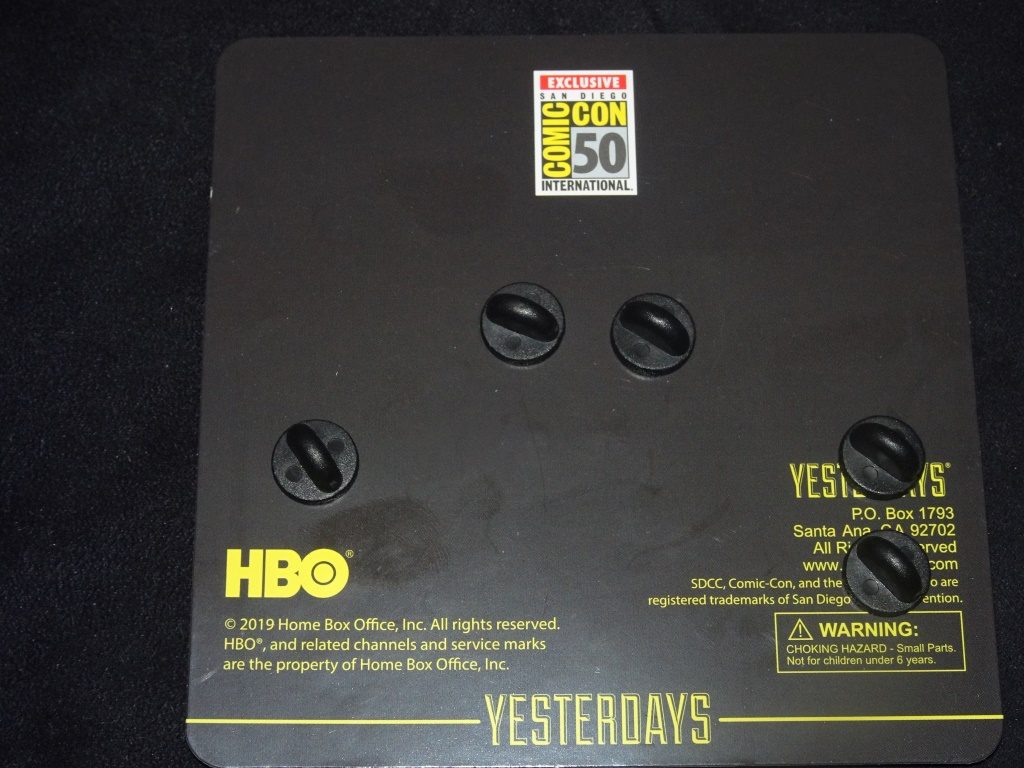 EXCLUSIVE
SAN DIEGO
COMIC CON
50
INTERNATIONAL.
YESTERDAYS®
P.O. Box 1793
Santa Ana, CA 92702
All Reserved
www. .com
SDCC, Comic-Con, and the are
registered trademarks of San Diego
HBO®
© 2019 Home Box Office, Inc. All rights reserved.
HBO®, and related channels and service marks
are the property of Home Box Office, Inc.
WARNING:
CHOKING HAZARD - Small Parts.
Not for children under 6 years.
YESTERDAYS